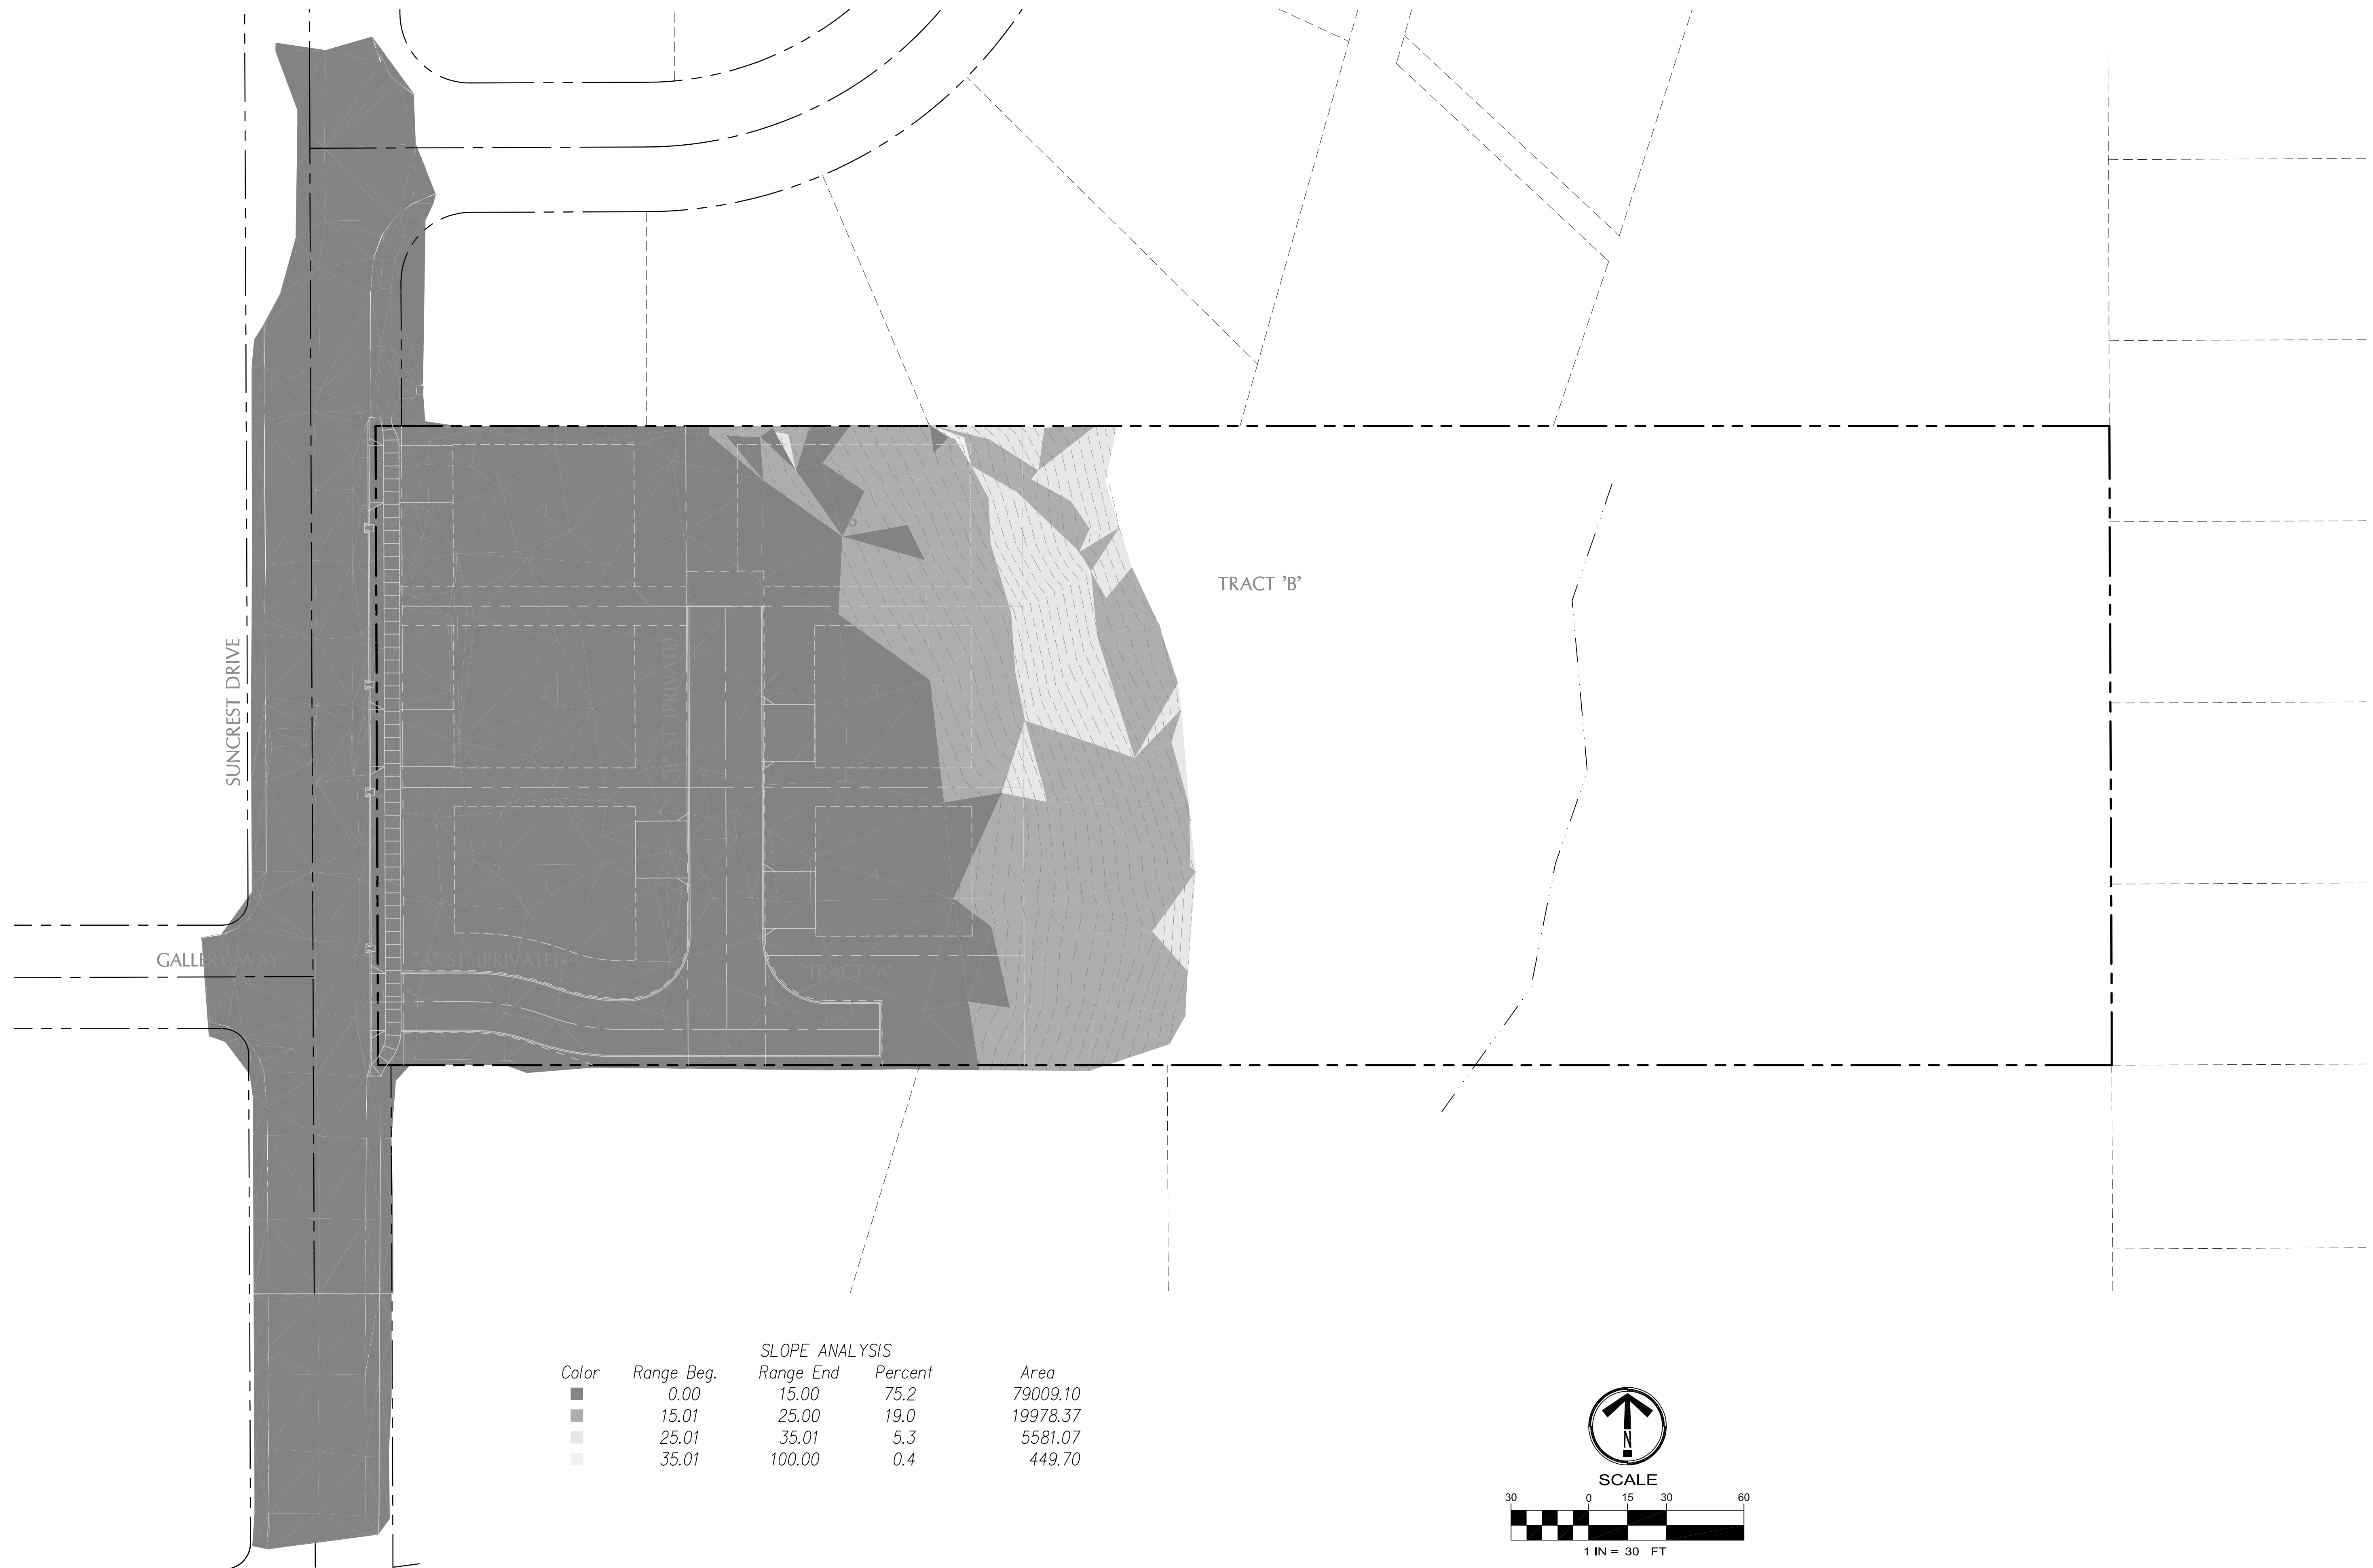 1
6
TRACT 'B'
SUNCREST DRIVE
2
"B" ST. (PRIVATE)
5
3
4
GALLERY WAY
"A" ST. (PRIVATE)
TRACT "A"
SLOPE ANALYSIS
Color Range Beg. Range End Percent Area
0.00 15.00 75.2 79009.10
15.01 25.00 19.0 19978.37
25.01 35.01 5.3 5581.07
35.01 100.00 0.4 449.70
N
SCALE
30 0 15 30 60
1 IN = 30 FT